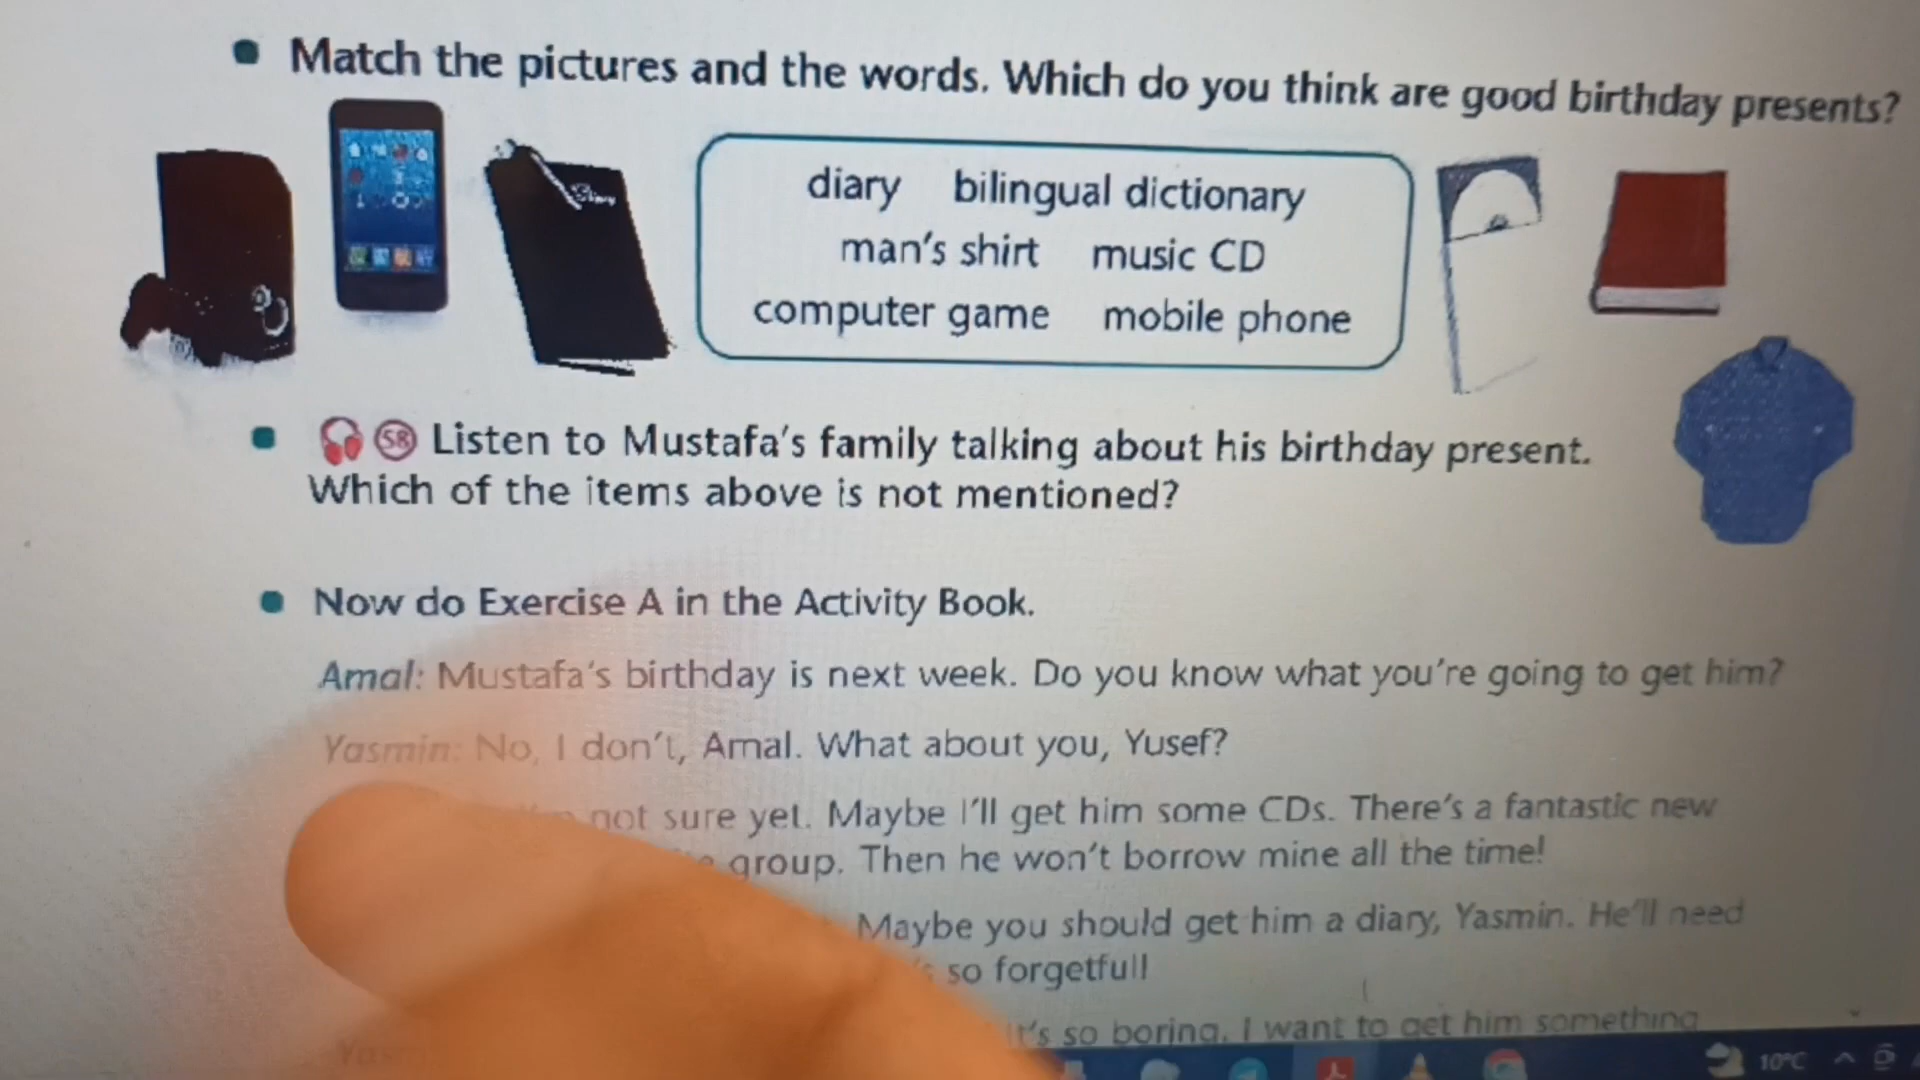 Match the pictures and the words. Which do you think are good birthday presents?
diary bilingual dictionary
man's shirt music CD
computer game mobile phone
58 Listen to Mustafa's family talking about his birthday present.
Which of the items above is not mentioned?
Now do Exercise A in the Activity Book.
Amal: Mustafa's birthday is next week. Do you know what you're going to get him?
Yasmin: No, I don't, Amal. What about you, Yusef?
not sure yet. Maybe I'll get him some CDs. There's a fantastic new
group. Then he won't borrow mine all the time!
Maybe you should get him a diary, Yasmin. He'll need
so forgetful!
It's so boring. I want to get him something
10°C